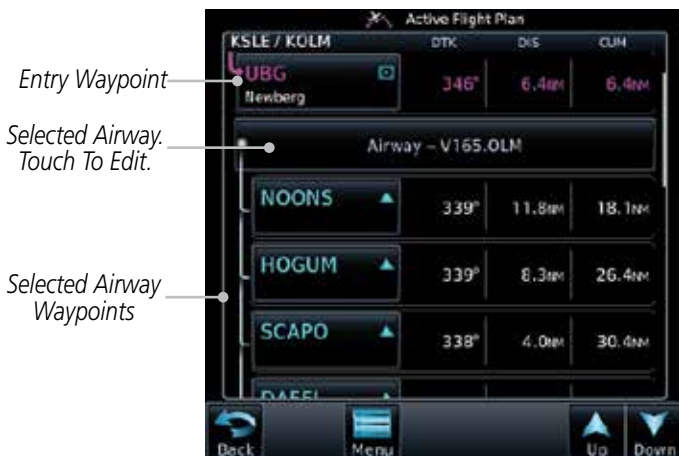 Active Flight Plan
KSLE / KOLM DTK DIS CUM
Entry Waypoint
UBG 346° 6.4NM 6.4NM
Newberg
Selected Airway.
Touch To Edit.
Airway – V165.OLM
NOONS 339° 11.8NM 18.1NM
HOGUM 339° 8.3NM 26.4NM
Selected Airway
Waypoints
SCAPO 338° 4.0NM 30.4NM
Back Menu Up Down